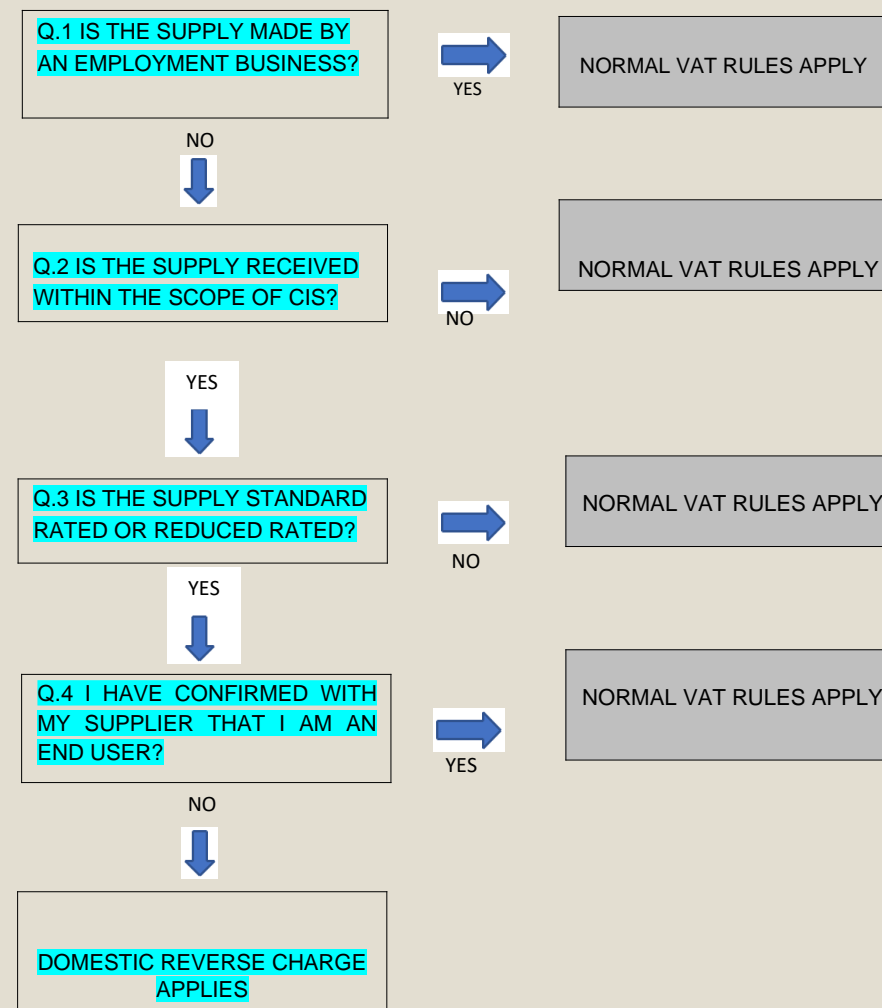 Q.1 IS THE SUPPLY MADE BY
AN EMPLOYMENT BUSINESS?
YES
NORMAL VAT RULES APPLY
NO
Q.2 IS THE SUPPLY RECEIVED
WITHIN THE SCOPE OF CIS?
NO
NORMAL VAT RULES APPLY
YES
Q.3 IS THE SUPPLY STANDARD
RATED OR REDUCED RATED?
NO
NORMAL VAT RULES APPLY
YES
Q.4 I HAVE CONFIRMED WITH
MY SUPPLIER THAT I AM AN
END USER?
YES
NORMAL VAT RULES APPLY
NO
DOMESTIC REVERSE CHARGE
APPLIES